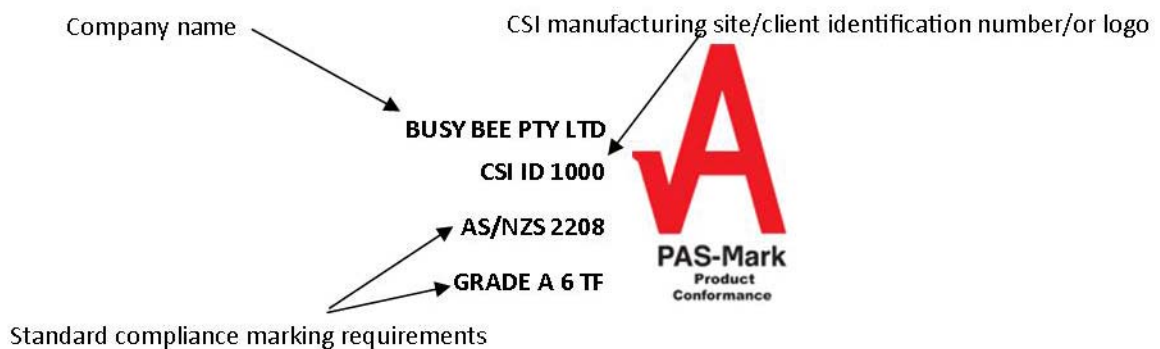 Company name
CSI manufacturing site/client identification number/or logo
BUSY BEE PTY LTD
CSI ID 1000
AS/NZS 2208
GRADE A 6 TF
PAS-Mark
Product
Conformance
Standard compliance marking requirements